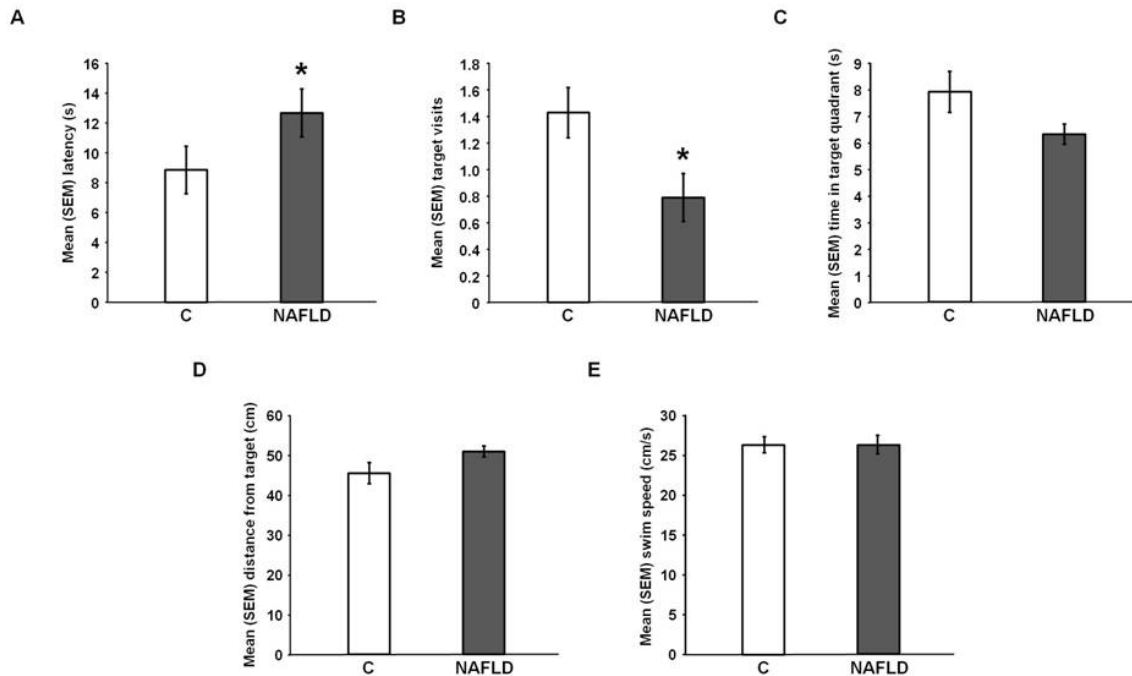 A
B
C
Mean (SEM) latency (s)
16
14
12
10
8
6
4
2
0
*
C
NAFLD
Mean (SEM) target visits
1.8
1.6
1.4
1.2
1.0
0.8
0.6
0.4
0.2
0
*
C
NAFLD
Mean (SEM) time in target quadrant (s)
9
8
7
6
5
4
3
2
1
0
C
NAFLD
D
E
Mean (SEM) distance from target (cm)
60
50
40
30
20
10
0
C
NAFLD
Mean (SEM) swim speed (cm/s)
30
25
20
15
10
5
0
C
NAFLD